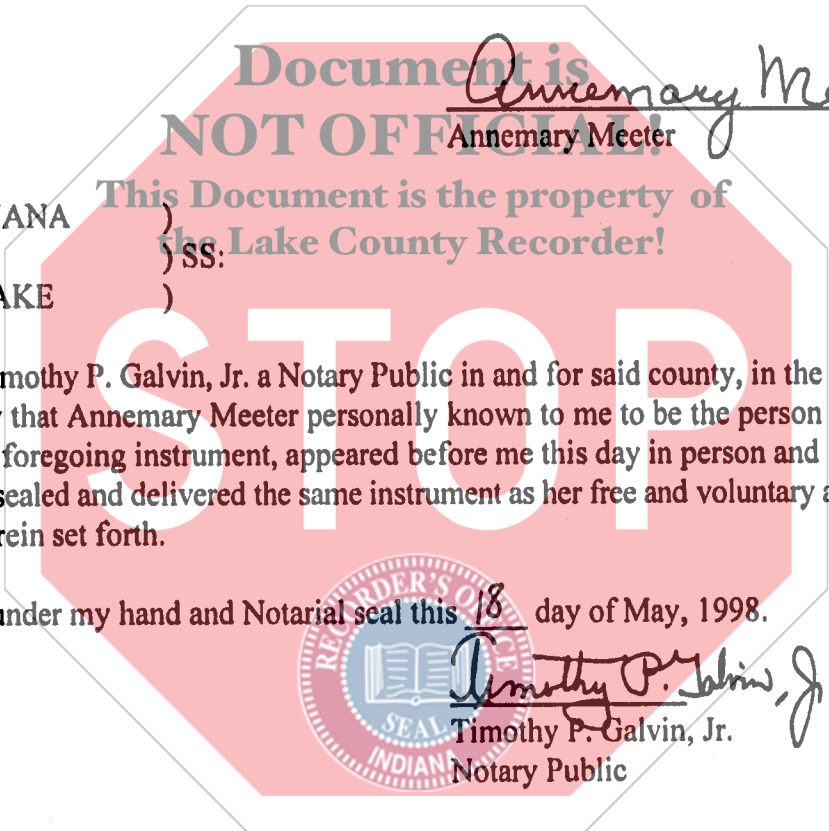 Document is
Annemary
NOT OFFICIAL!
Annemary Meeter
This Document is the property of
the Lake County Recorder!
ANA )
) SS:
AKE )
STOP
mothy P. Galvin, Jr. a Notary Public in and for said county, in the
that Annemary Meeter personally known to me to be the person
foregoing instrument, appeared before me this day in person and
sealed and delivered the same instrument as her free and voluntary a
rein set forth.
under my hand and Notarial seal this 18 day of May, 1998.
RECORDER'S OFFICE
SEAL
INDIANA
Timothy P. Galvin, Jr
Timothy P. Galvin, Jr.
Notary Public